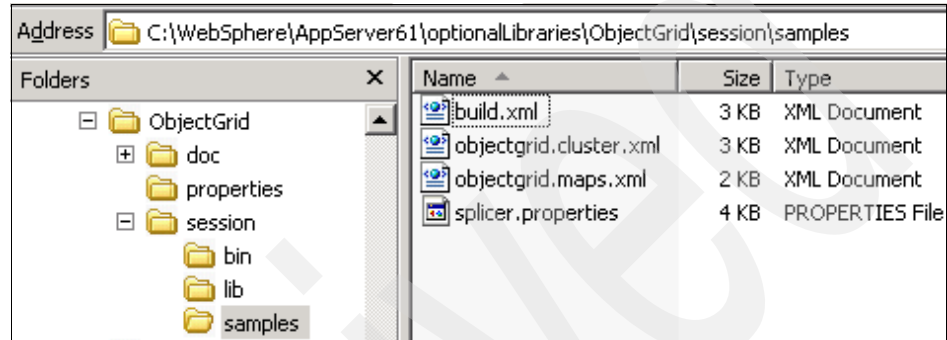 Address C:\WebSphere\AppServer61\optionalLibraries\ObjectGrid\session\samples
Folders
ObjectGrid
doc
properties
session
bin
lib
samples
Name Size Type
build.xml 3 KB XML Document
objectgrid.cluster.xml 3 KB XML Document
objectgrid.maps.xml 2 KB XML Document
splicer.properties 4 KB PROPERTIES File